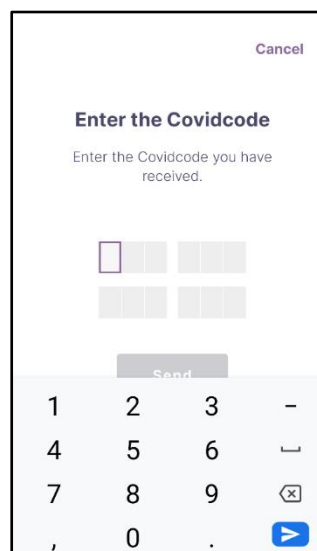 Cancel
Enter the Covidcode
Enter the Covidcode you have
received.
Send
1 2 3 -
4 5 6
7 8 9
, 0 .